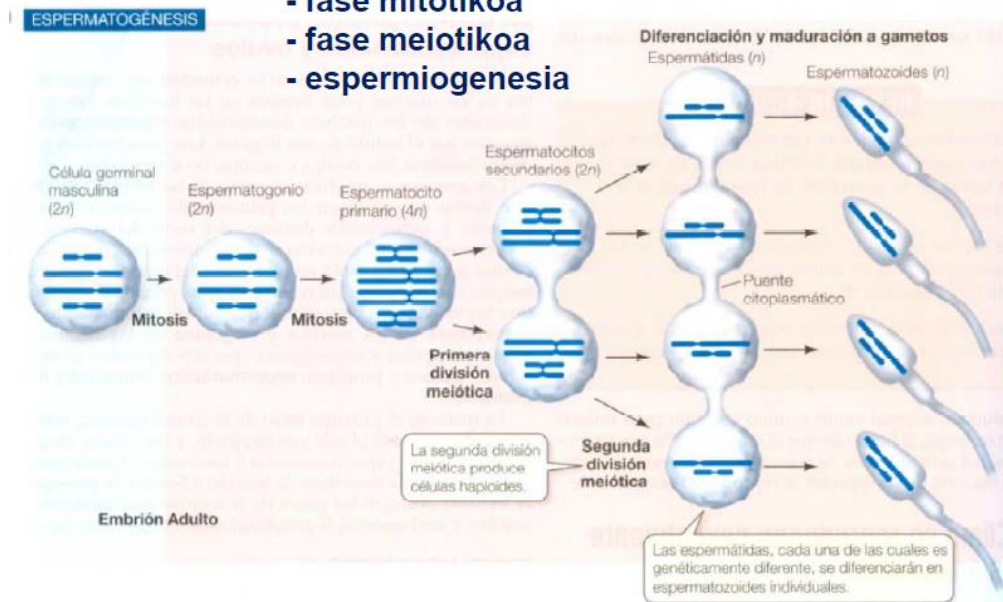 ESPERMATOGÉNESIS
- fase mitotikoa
- fase meiotikoa
- espermiogenesia
Diferenciación y maduración a gametos
Espermátidas (n)
Espermatozoides (n)
Espermatocitos
secundarios (2n)
Célula germinal
masculina
(2n)
Espermatogonio
(2n)
Espermatocito
primario (4n)
Mitosis
Mitosis
Puente
citoplasmático
Primera
división
meiótica
La segunda división
meiótica produce
células haploides.
Segunda
división
meiótica
Embrión Adulto
Las espermátidas, cada una de las cuales es
genéticamente diferente, se diferenciarán en
espermatozoides individuales.